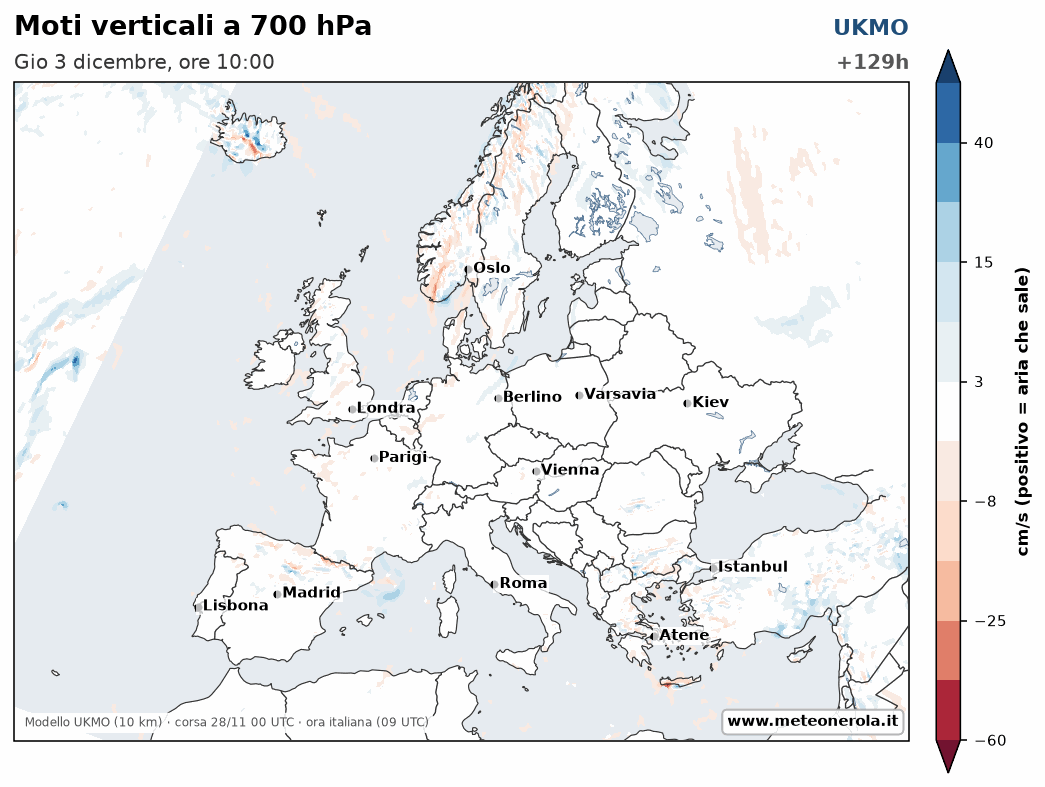 Moti verticali a 700 hPa
UKMO
Gio 3 dicembre, ore 10:00
+129h
Oslo
Londra
Berlino
Varsavia
Kiev
Parigi
Vienna
Istanbul
Roma
Madrid
Lisbona
Atene
Modello UKMO (10 km) · corsa 28/11 00 UTC · ora italiana (09 UTC)
www.meteonerola.it
40
15
3
−8
−25
−60
cm/s (positivo = aria che sale)